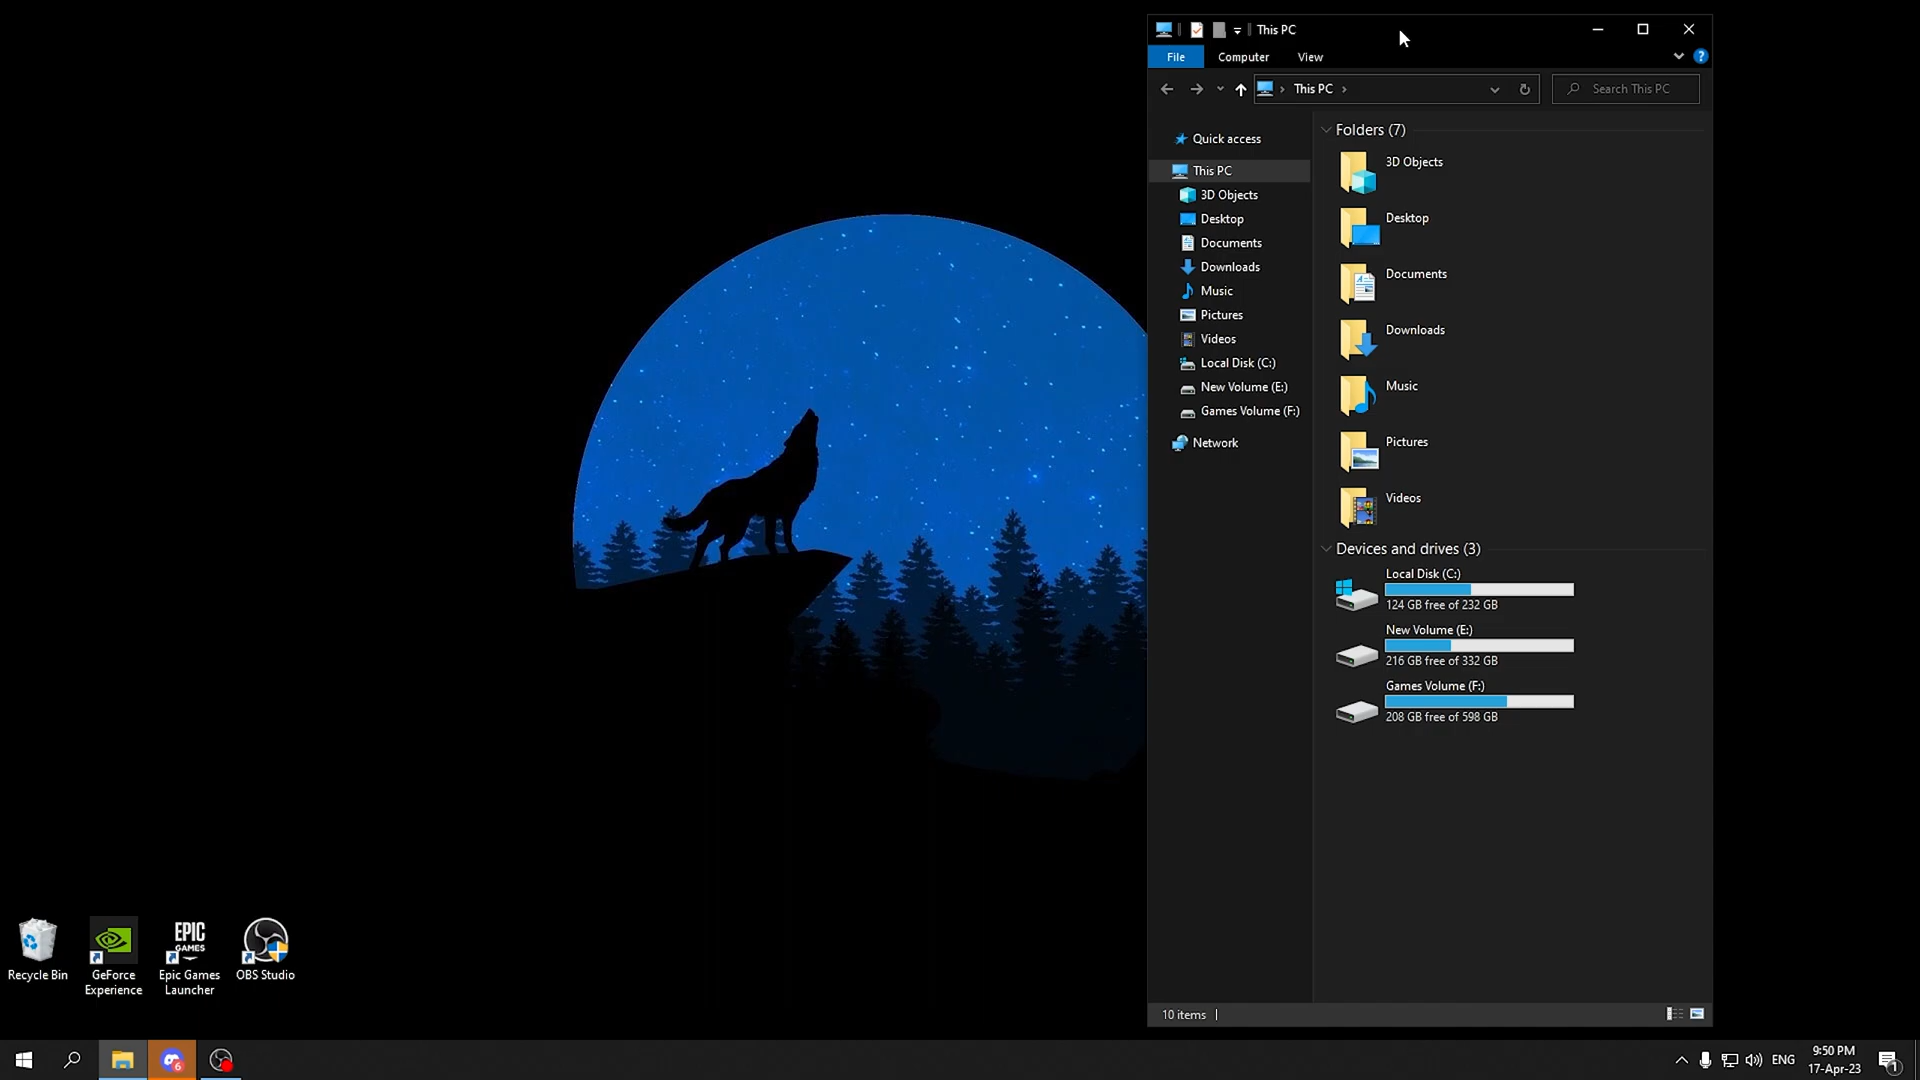 This PC
File Computer View
This PC
Search This PC
Quick access
This PC
3D Objects
Desktop
Documents
Downloads
Music
Pictures
Videos
Local Disk (C:)
New Volume (E:)
Games Volume (F:)
Network
Folders (7)
3D Objects
Desktop
Documents
Downloads
Music
Pictures
Videos
Devices and drives (3)
Local Disk (C:)
124 GB free of 232 GB
New Volume (E:)
216 GB free of 332 GB
Games Volume (F:)
208 GB free of 598 GB
10 items
EPIC
GAMES
Recycle Bin
GeForce
Experience
Epic Games
Launcher
OBS Studio
6
ENG
9:50 PM
17-Apr-23
1